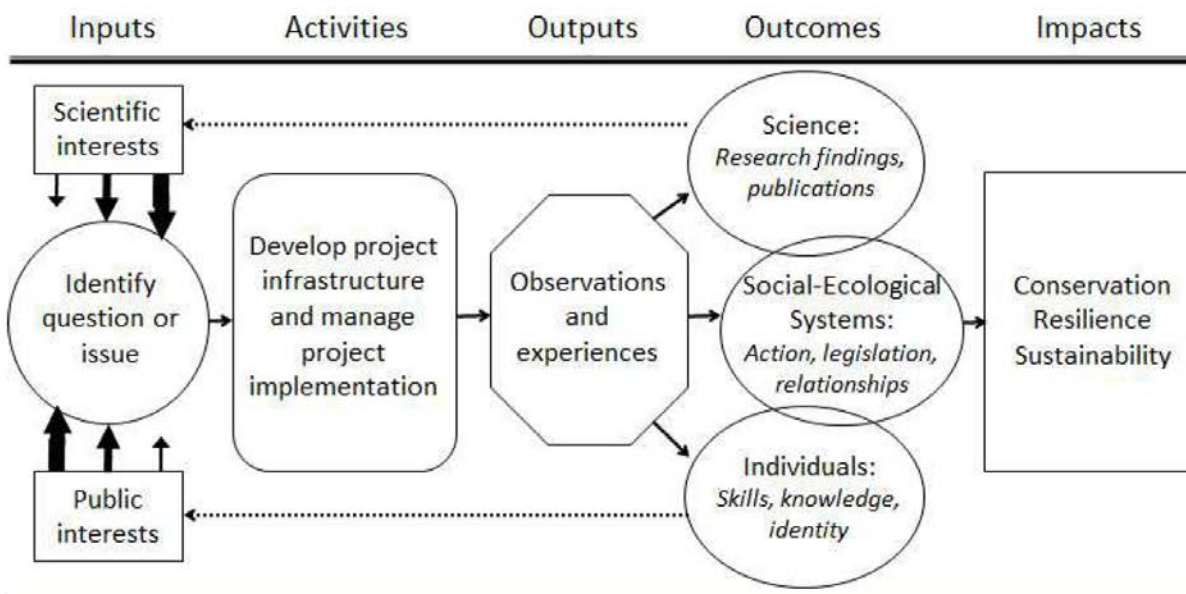 Inputs
Activities
Outputs
Outcomes
Impacts
Scientific
interests
Identify
question or
issue
Public
interests
Develop project
infrastructure
and manage
project
implementation
Observations
and
experiences
Science:
Research findings,
publications
Social-Ecological
Systems:
Action, legislation,
relationships
Individuals:
Skills, knowledge,
identity
Conservation
Resilience
Sustainability